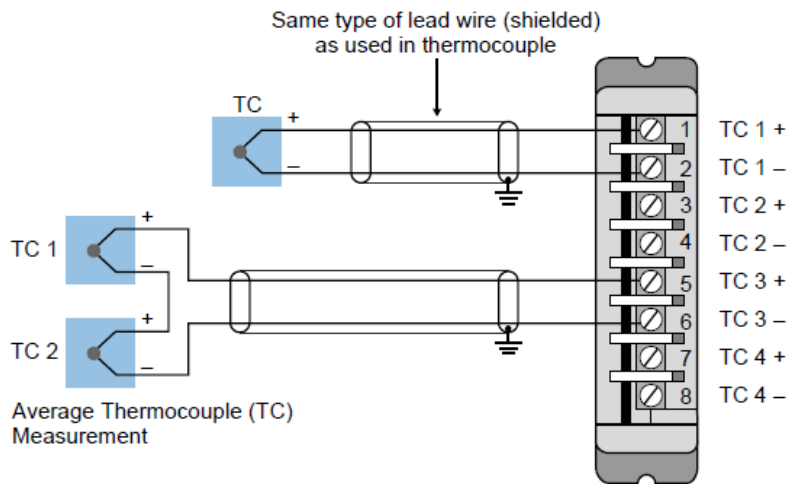 Same type of lead wire (shielded)
as used in thermocouple
TC
+
–
1 TC 1 +
2 TC 1 –
3 TC 2 +
4 TC 2 –
5 TC 3 +
6 TC 3 –
7 TC 4 +
8 TC 4 –
TC 1
+
–
TC 2
+
–
Average Thermocouple (TC)
Measurement